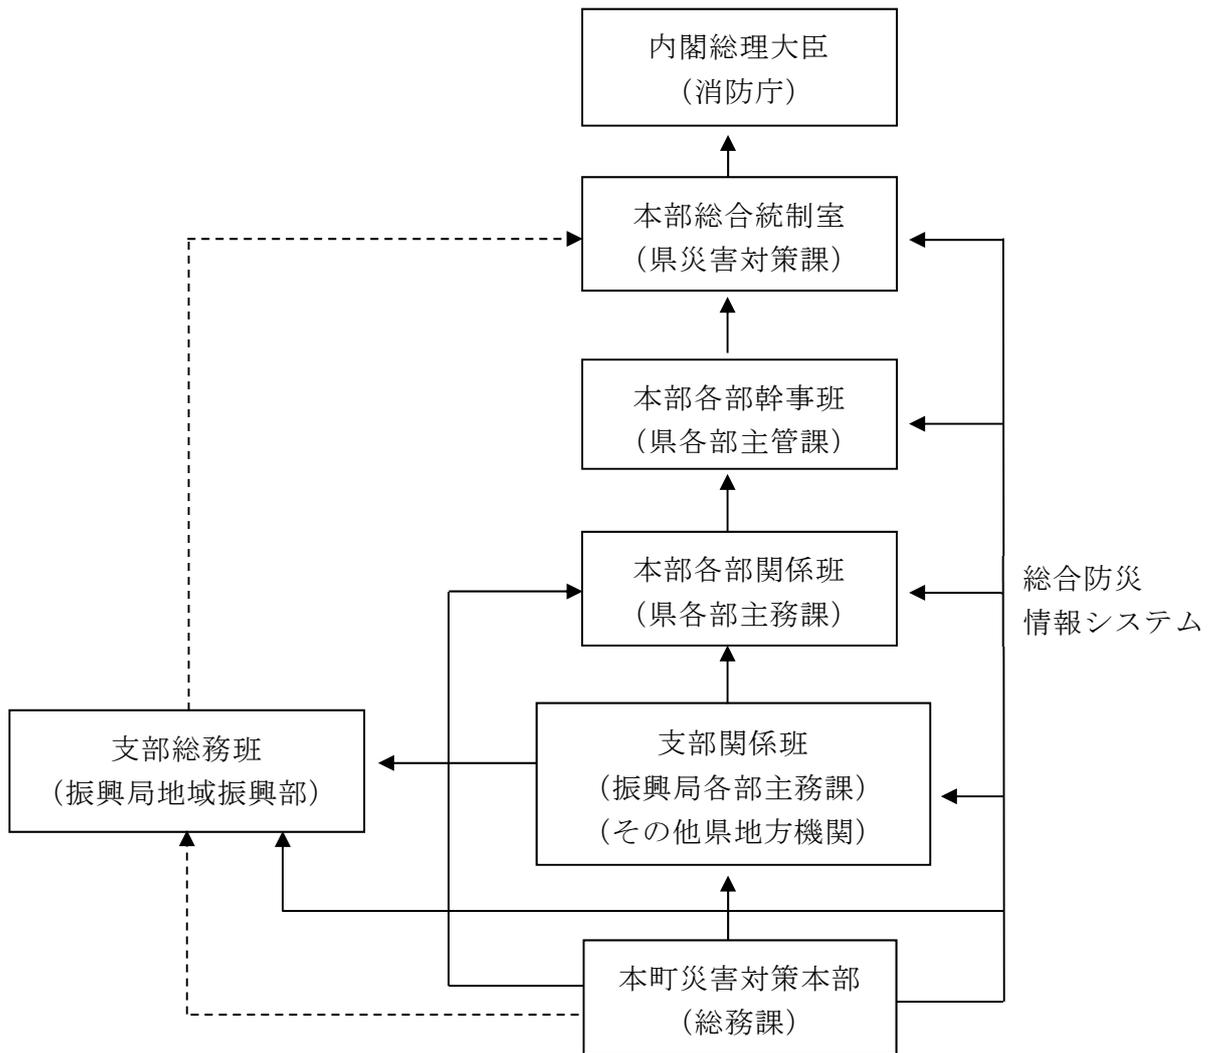 内閣総理大臣
（消防庁）
本部総合統制室
（県災害対策課）
本部各部幹事班
（県各部主管課）
本部各部関係班
（県各部主務課）
総合防災
情報システム
支部総務班
（振興局地域振興部）
支部関係班
（振興局各部主務課）
（その他県地方機関）
本町災害対策本部
（総務課）